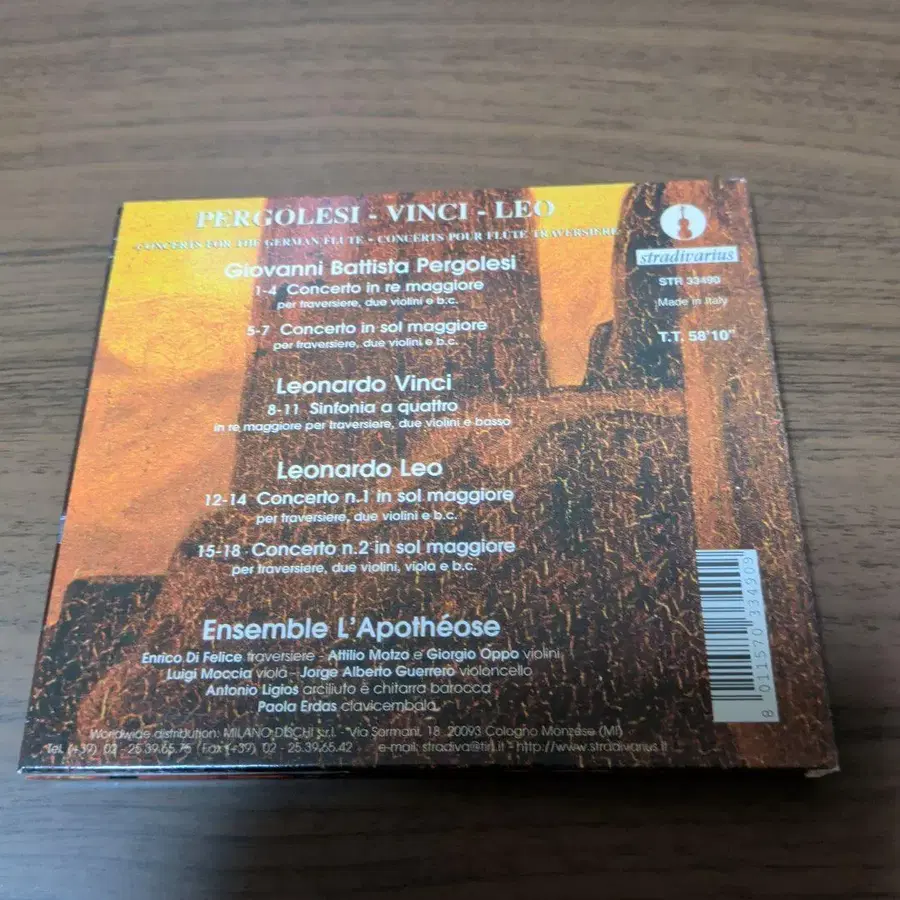 PERGOLESI - VINCI - LEO
CONCERTS FOR THE GERMAN FLUTE - CONCERTS POUR FLUTE TRAVERSIERE
stradivarius
STR 33490
Made in Italy
T.T. 58'10"
Giovanni Battista Pergolesi
1-4 Concerto in re maggiore
per traversiere, due violini e b.c.
5-7 Concerto in sol maggiore
per traversiere, due violini e b.c.
Leonardo Vinci
8-11 Sinfonia a quattro
in re maggiore per traversiere, due violini e basso
Leonardo Leo
12-14 Concerto n.1 in sol maggiore
per traversiere, due violini e b.c.
15-18 Concerto n.2 in sol maggiore
per traversiere, due violini, viola e b.c.
Ensemble L'Apothéose
Enrico Di Felice traversiere - Attilio Motzo e Giorgio Oppo violini
Luigi Moccia viola - Jorge Alberto Guerrero violoncello
Antonio Ligios arciliuto e chitarra barocca
Paola Erdas clavicembalo
Worldwide distribution: MILANO DISCHI s.r.l. - Via Sormani, 18 20093 Cologno Monzese (MI)
Tel. (+39) 02 - 25.39.65.75 Fax (+39) 02 - 25.39.65.42 e-mail: stradiva@tin.it - http://www.stradivarius.it
8 011570 334909